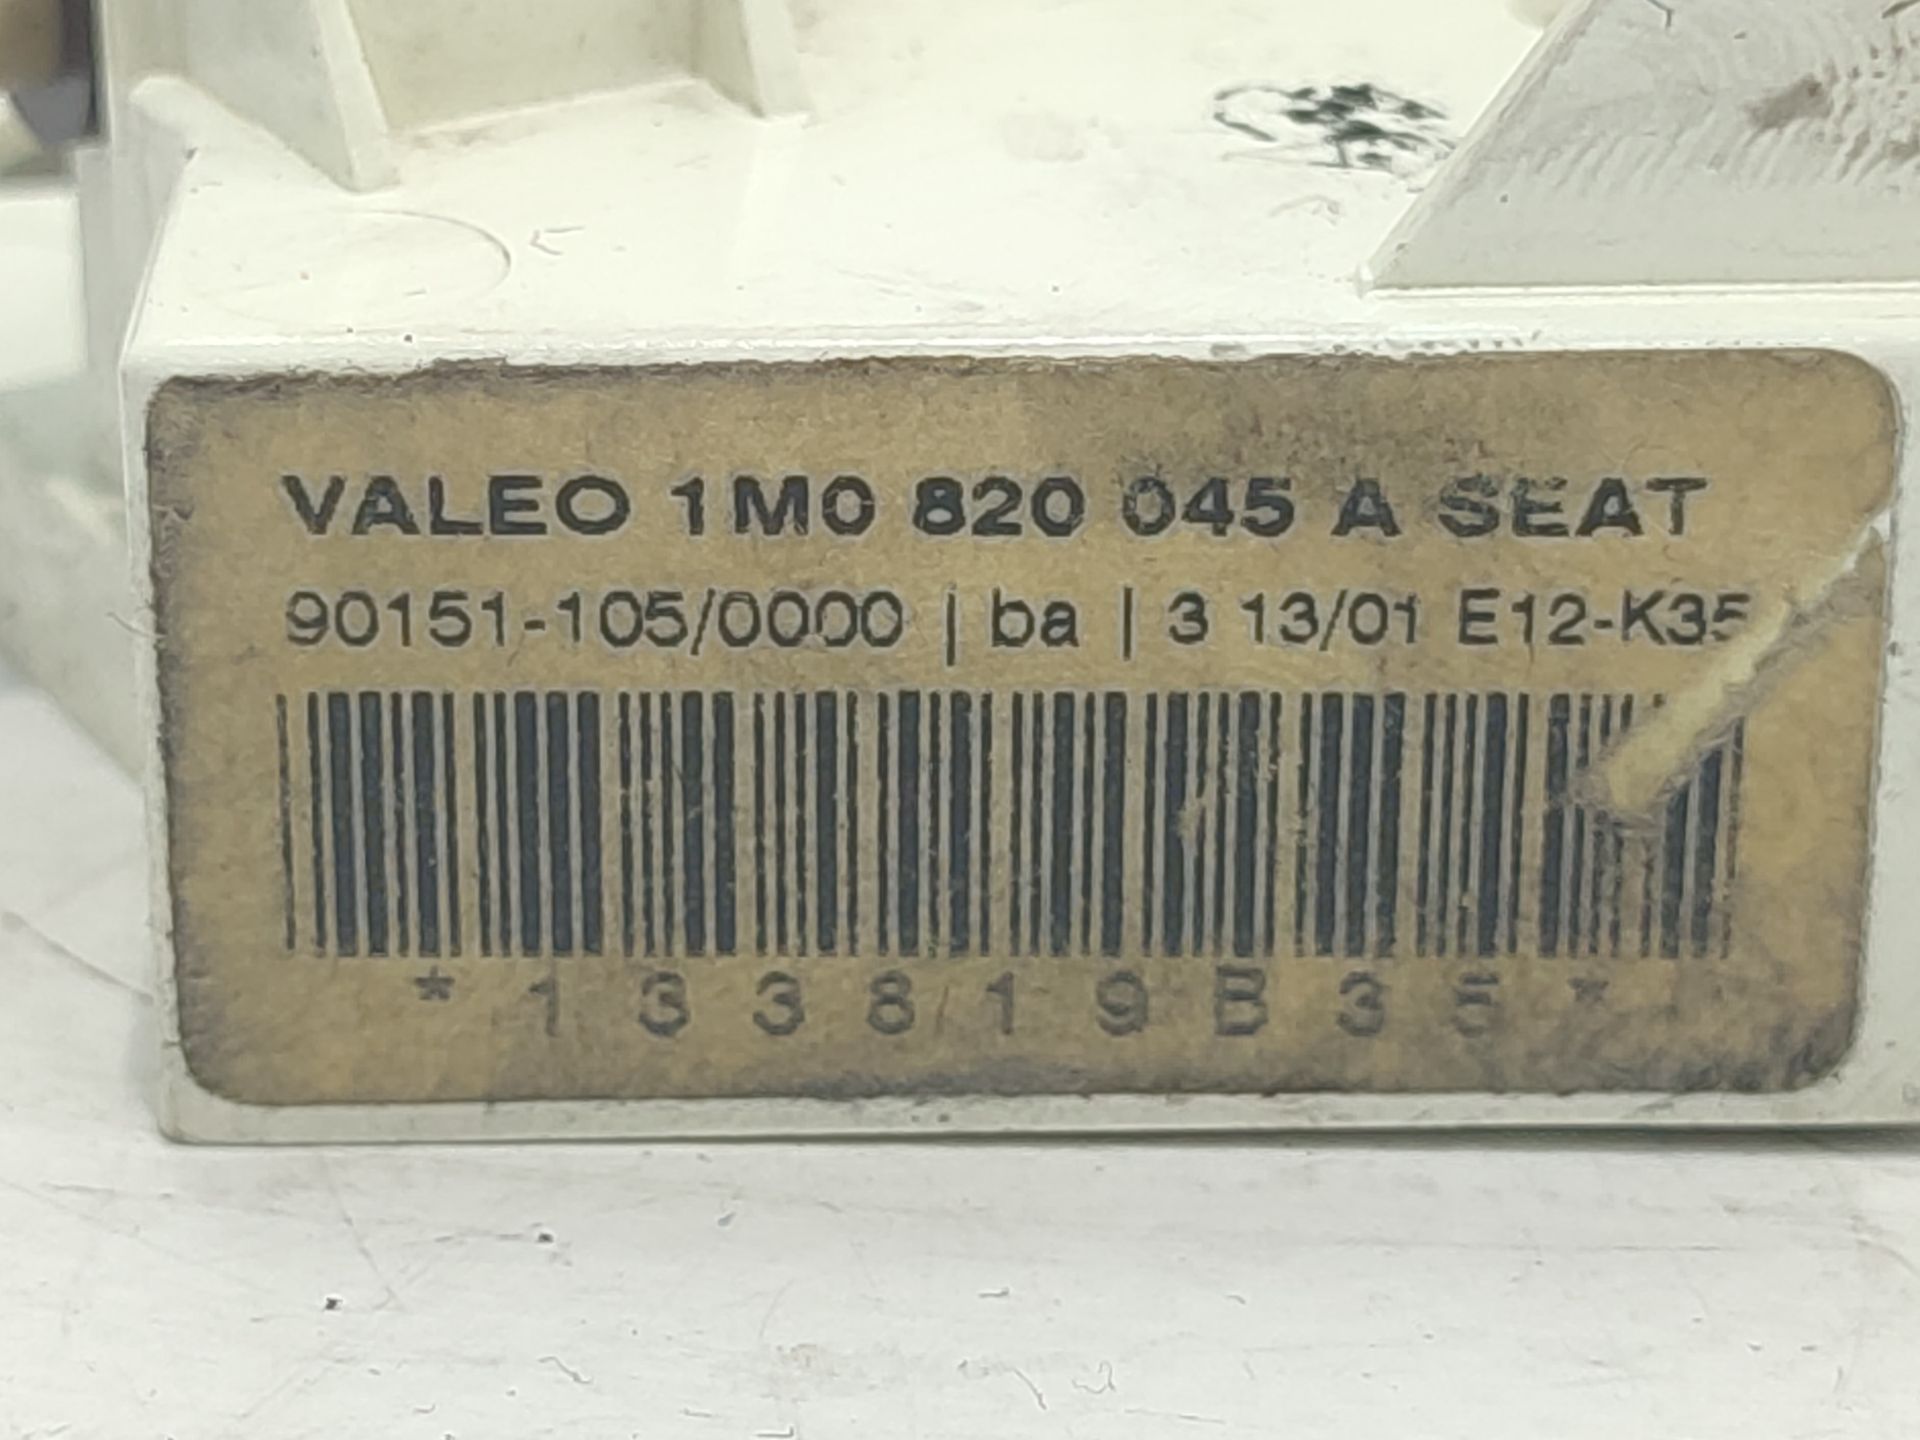 VALEO 1M0 820 045 A SEAT
90151-105/0000 | ba | 3 13/01 E12-K35
*133819B35*